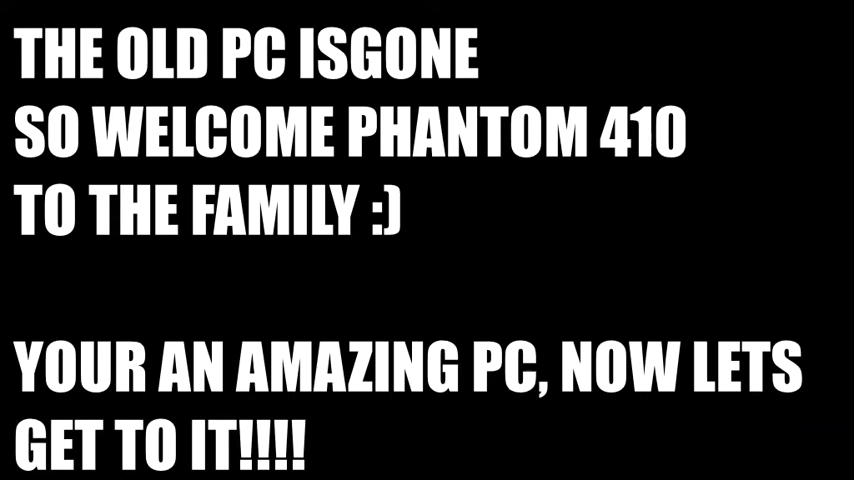 THE OLD PC ISGONE
SO WELCOME PHANTOM 410
TO THE FAMILY :)
YOUR AN AMAZING PC, NOW LETS
GET TO IT!!!!